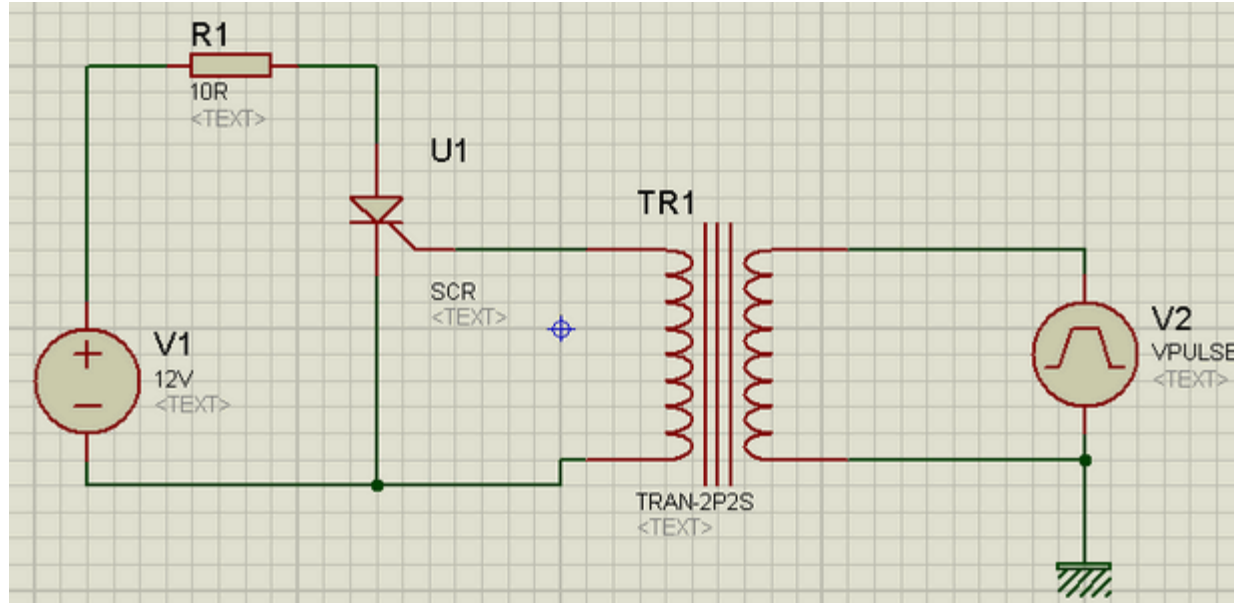 R1
10R
<TEXT>
U1
SCR
<TEXT>
TR1
TRAN-2P2S
<TEXT>
V1
12V
<TEXT>
V2
VPULSE
<TEXT>